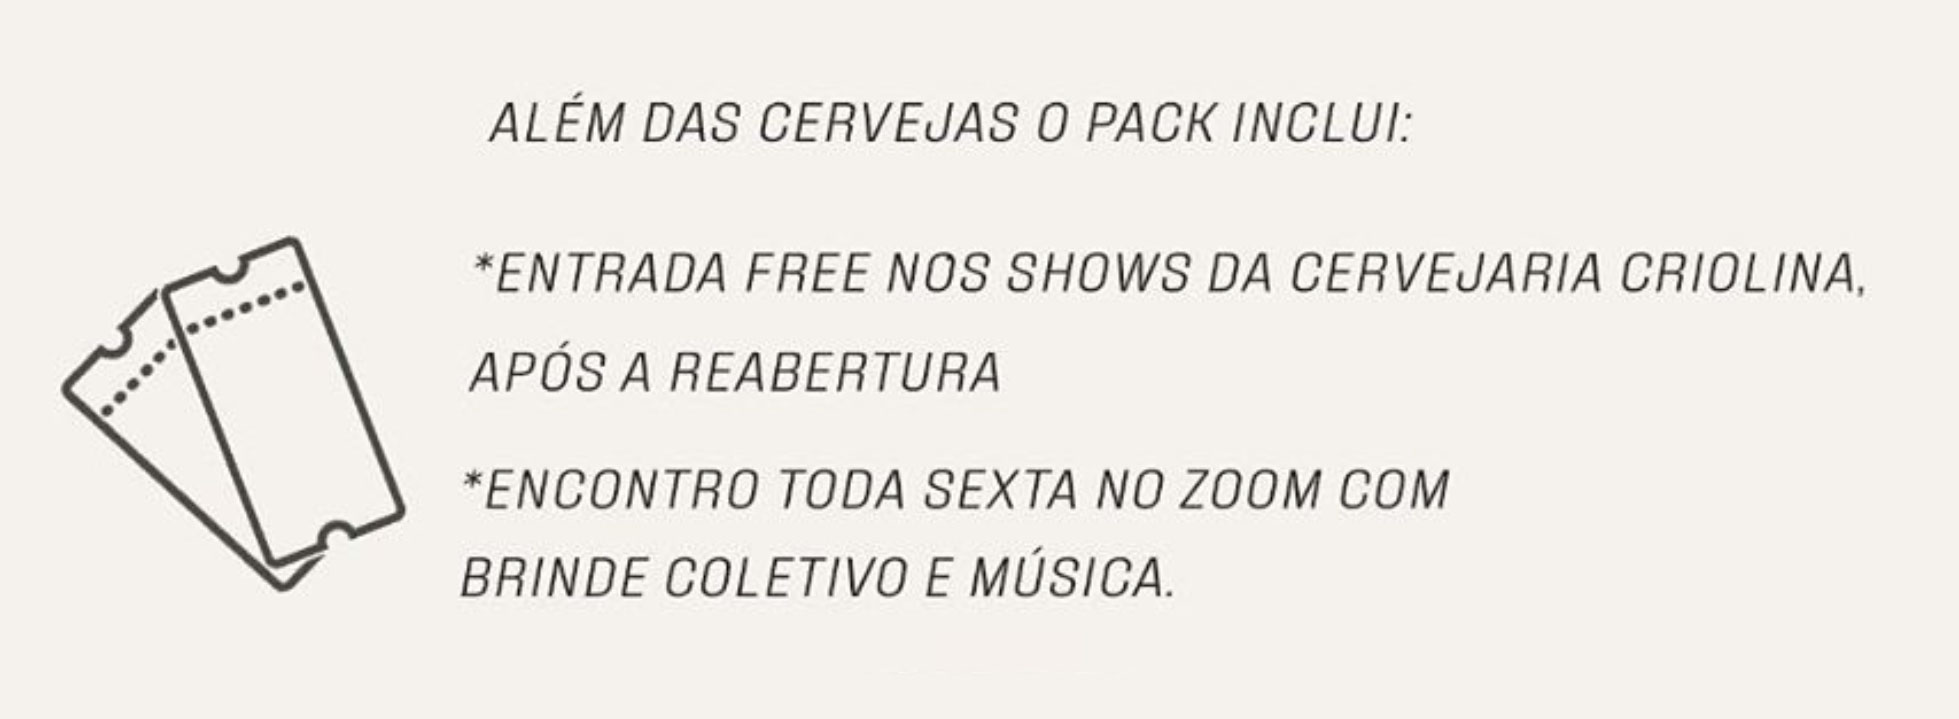 ALÉM DAS CERVEJAS O PACK INCLUI:
*ENTRADA FREE NOS SHOWS DA CERVEJARIA CRIOLINA,
APÓS A REABERTURA
*ENCONTRO TODA SEXTA NO ZOOM COM
BRINDE COLETIVO E MÚSICA.